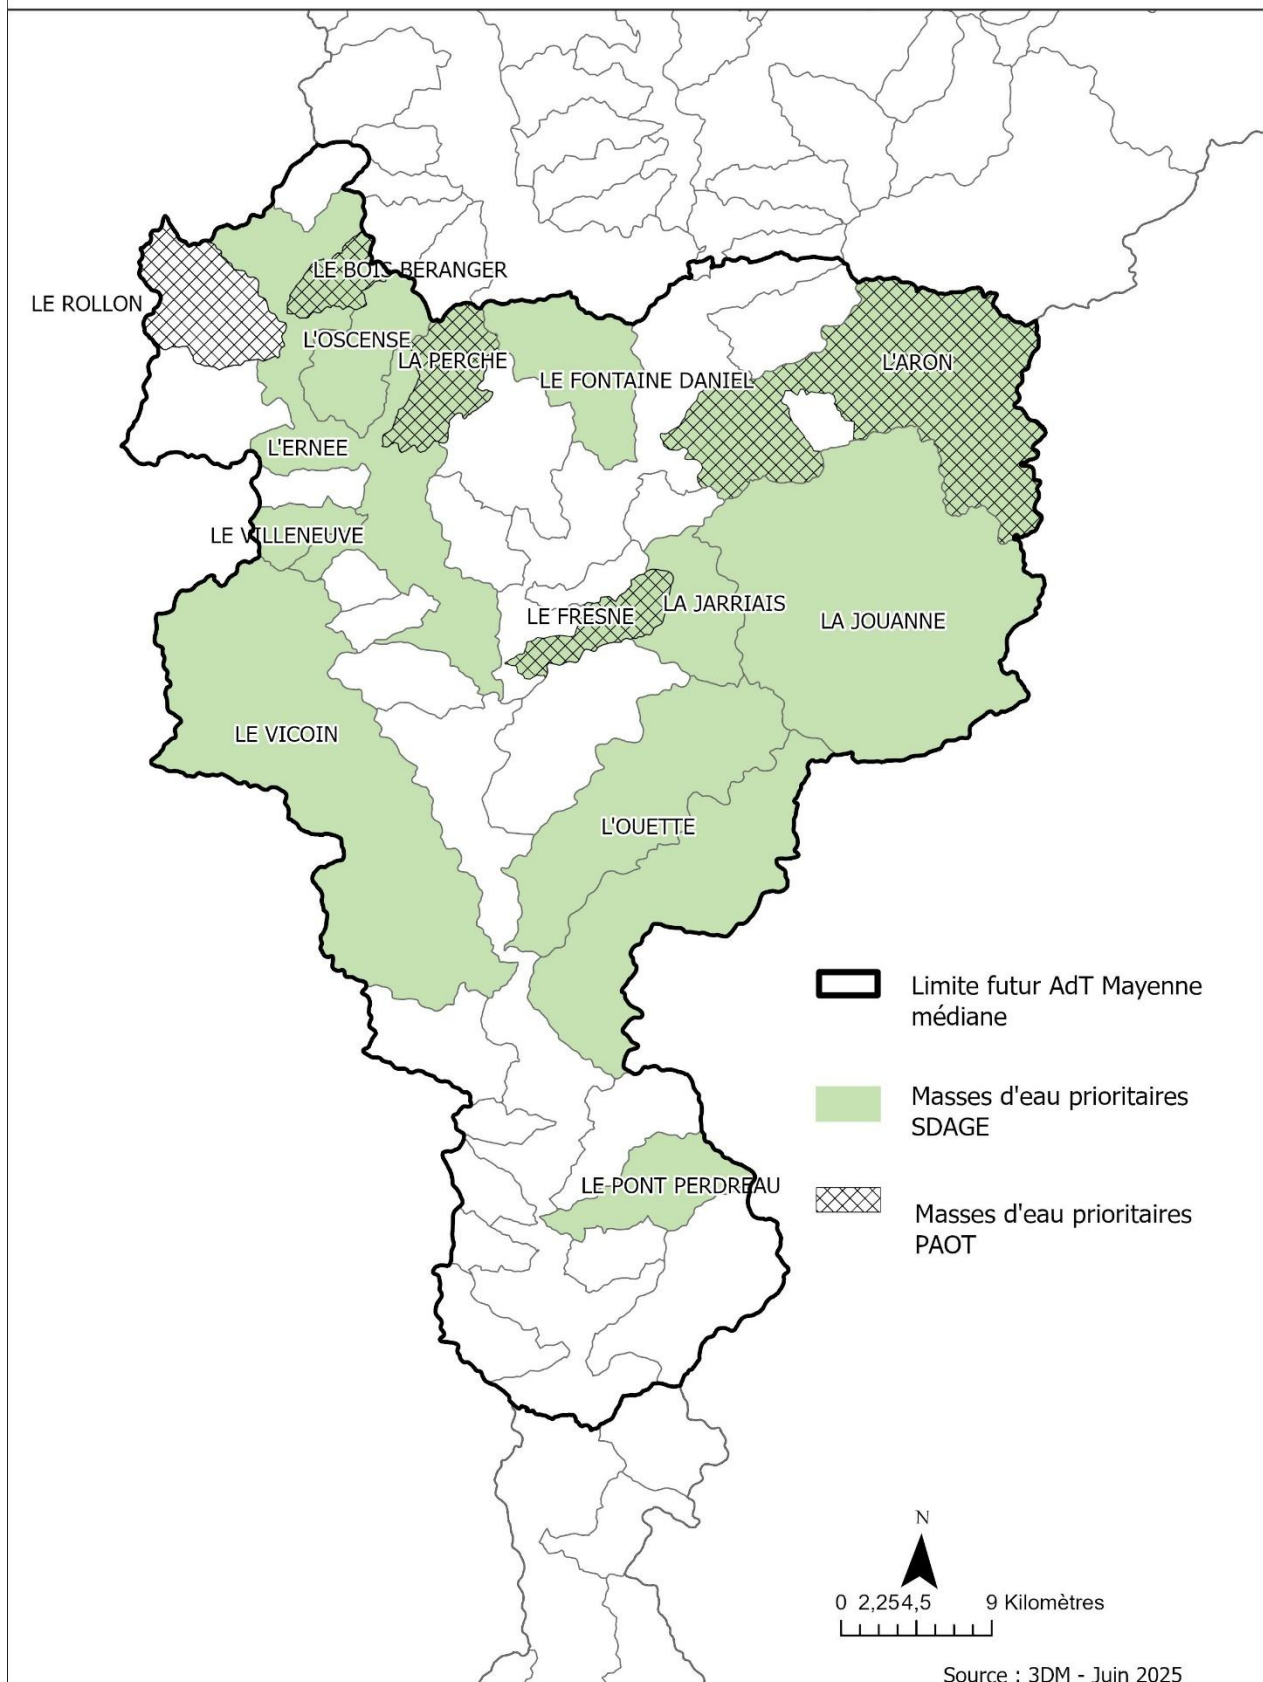 LE BOIS BERANGER
LE ROLLON
L'OSCENSE
LA PERCHE
L'ARON
LE FONTAINE DANIEL
L'ERNEE
LE VILLENEUVE
LA JARRIAIS
LE FRESNE
LA JOUANNE
LE VICOIN
L'OUETTE
Limite futur AdT Mayenne
médiane
Masses d'eau prioritaires
SDAGE
LE PONT PERDREAU
Masses d'eau prioritaires
PAOT
N
0 2,254,5 9 Kilomètres
Source : 3DM - Juin 2025